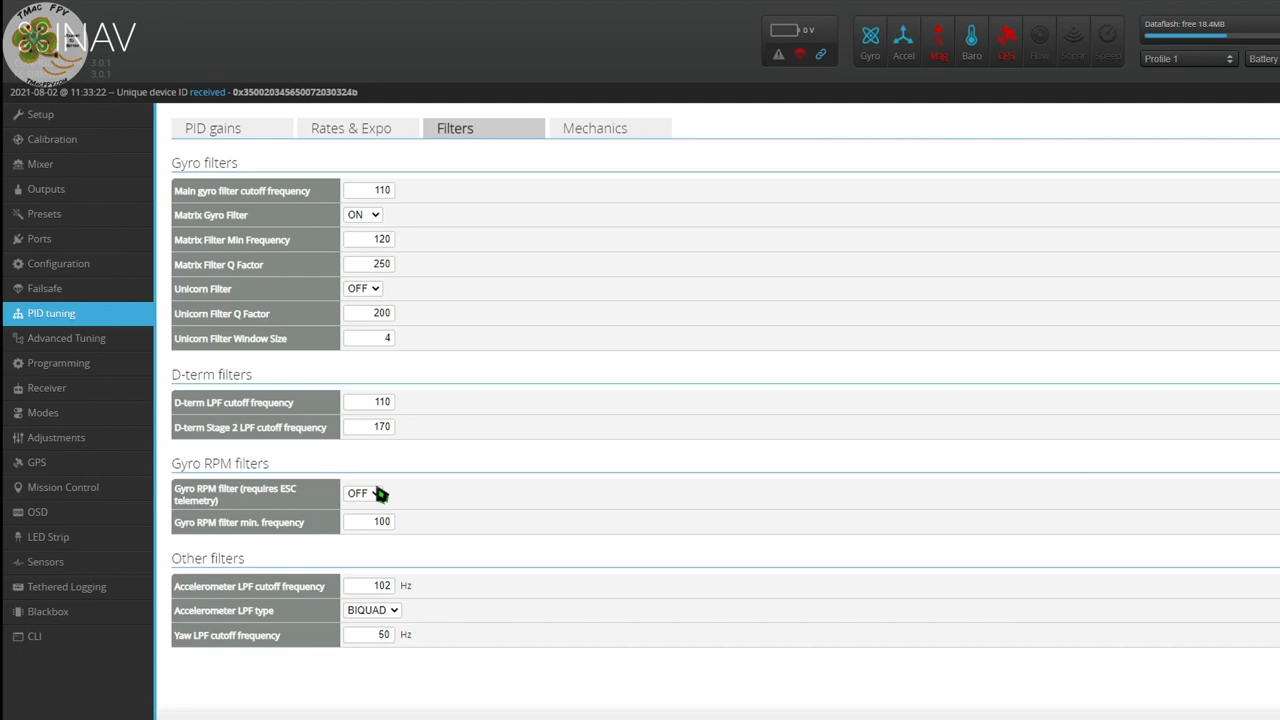 TMAC FPV
INAV
TMACFPV.COM
3.0.1
3.0.1
0 V
Gyro
Accel
Mag
Baro
GPS
Flow
Sonar
Speed
Dataflash: free 18.4MB
Profile 1
Battery
2021-08-02 @ 11:33:22 -- Unique device ID received - 0x350020345650072030324b
Setup
Calibration
Mixer
Outputs
Presets
Ports
Configuration
Failsafe
PID tuning
Advanced Tuning
Programming
Receiver
Modes
Adjustments
GPS
Mission Control
OSD
LED Strip
Sensors
Tethered Logging
Blackbox
CLI
PID gains
Rates & Expo
Filters
Mechanics
Gyro filters
Main gyro filter cutoff frequency 110
Matrix Gyro Filter ON
Matrix Filter Min Frequency 120
Matrix Filter Q Factor 250
Unicorn Filter OFF
Unicorn Filter Q Factor 200
Unicorn Filter Window Size 4
D-term filters
D-term LPF cutoff frequency 110
D-term Stage 2 LPF cutoff frequency 170
Gyro RPM filters
Gyro RPM filter (requires ESC
telemetry) OFF
Gyro RPM filter min. frequency 100
Other filters
Accelerometer LPF cutoff frequency 102 Hz
Accelerometer LPF type BIQUAD
Yaw LPF cutoff frequency 50 Hz